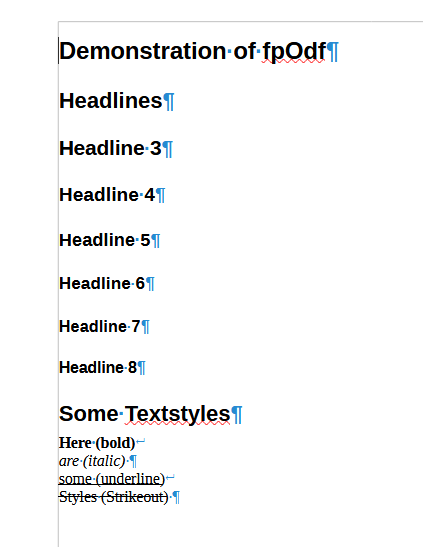 Demonstration of fpOdf
Headlines
Headline 3
Headline 4
Headline 5
Headline 6
Headline 7
Headline 8
Some Textstyles
Here (bold)
are (italic)
some (underline)
Styles (Strikeout)